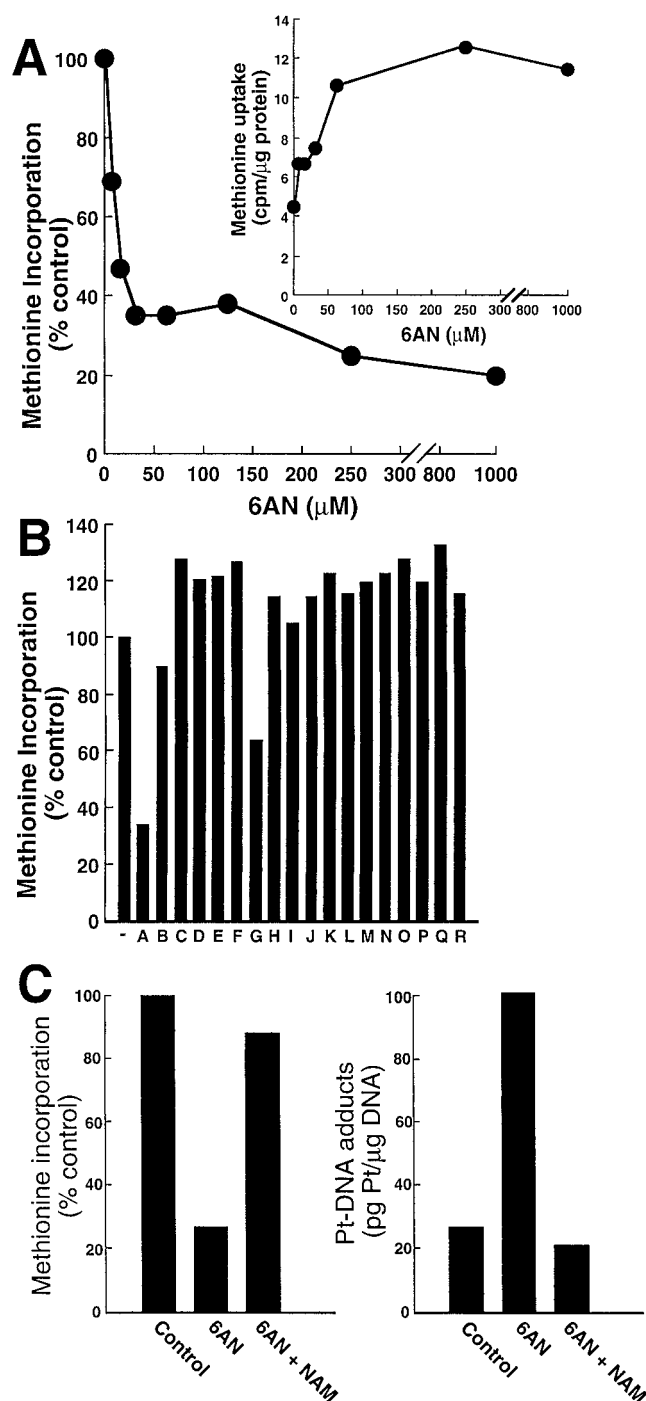 A
Methionine Incorporation
(% control)
100
80
60
40
20
0
0 50 100 150 200 250 300 800 1000
6AN (μM)
Methionine uptake
(cpm/μg protein)
14
12
10
8
6
4
2
0
0 50 100 150 200 250 300 800 1000
6AN (μM)
B
Methionine Incorporation
(% control)
140
120
100
80
60
40
20
0
- A B C D E F G H I J K L M N O P Q R
C
Methionine incorporation
(% control)
100
80
60
40
20
0
Control
6AN
6AN + NAM
Pt-DNA adducts
(pg Pt/μg DNA)
100
80
60
40
20
0
Control
6AN
6AN + NAM